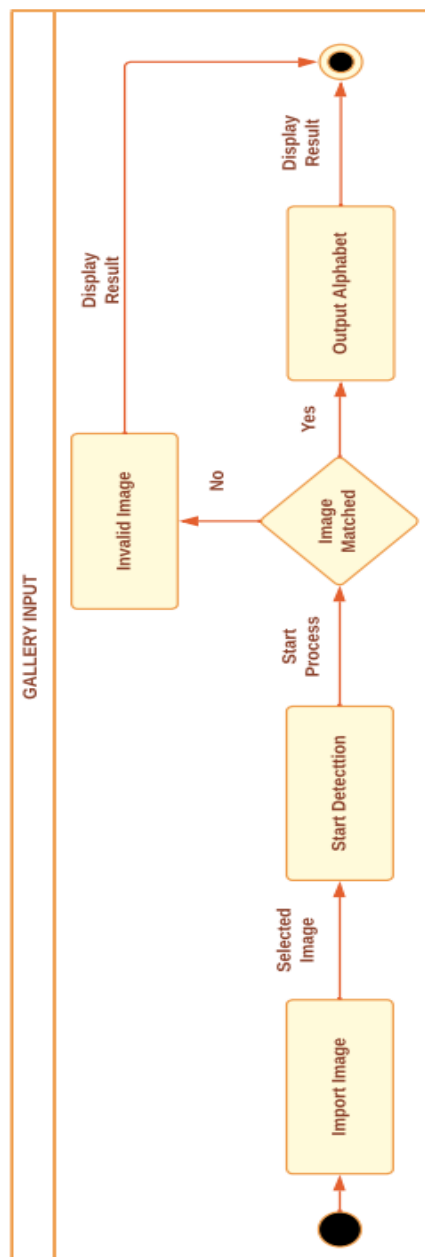 GALLERY INPUT
Import Image
Selected
Image
Start Detecttion
Start
Process
Image
Matched
No
Invalid Image
Display
Result
Yes
Output Alphabet
Display
Result